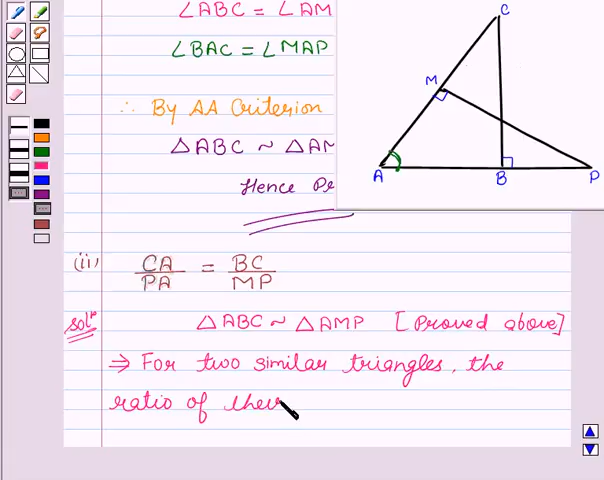 ∠ABC = ∠AM
∠BAC = ∠MAP
∴ By AA Criterion
△ABC ~ △AM
Hence
C
M
A
B
P
(ii) CA/PA = BC/MP
Solⁿ △ABC ~ △AMP [Proved above]
⇒ For two similar triangles, the
ratio of their